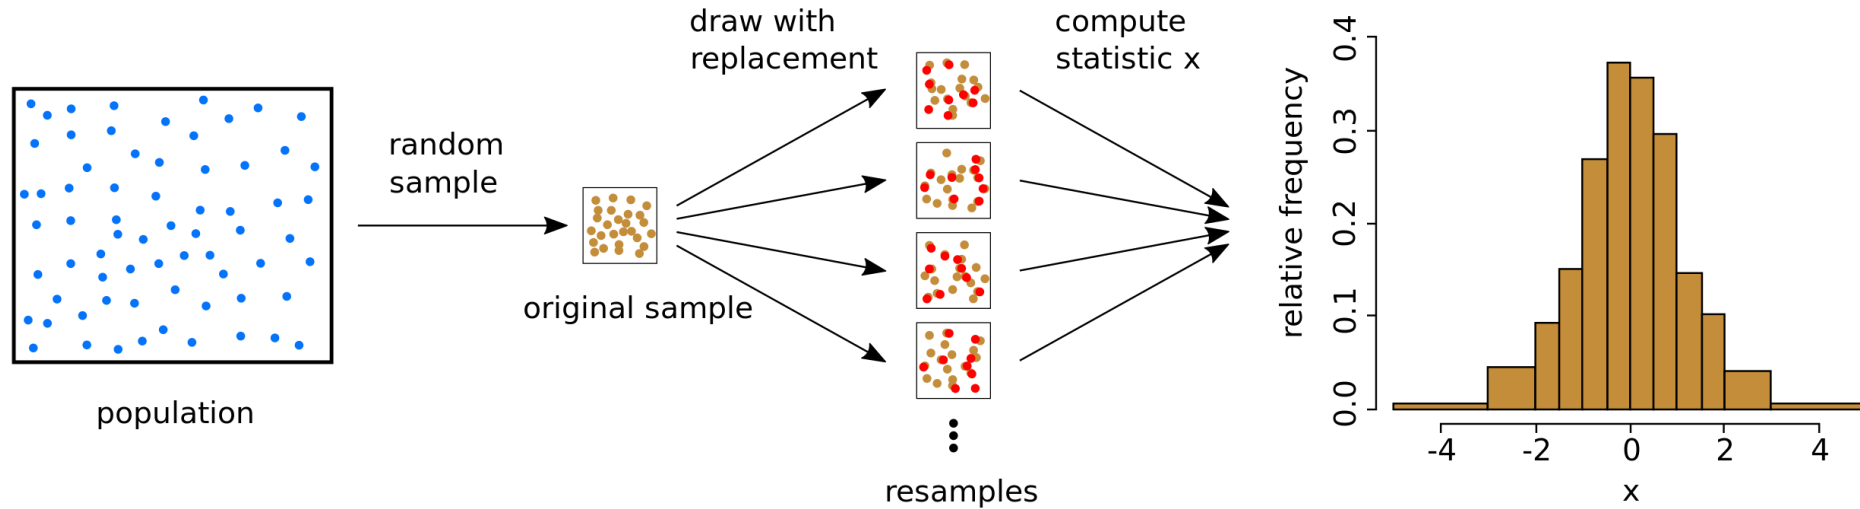 population
random
sample
original sample
draw with
replacement
resamples
compute
statistic x
relative frequency
0.4
0.3
0.2
0.1
0.0
-4 -2 0 2 4
x